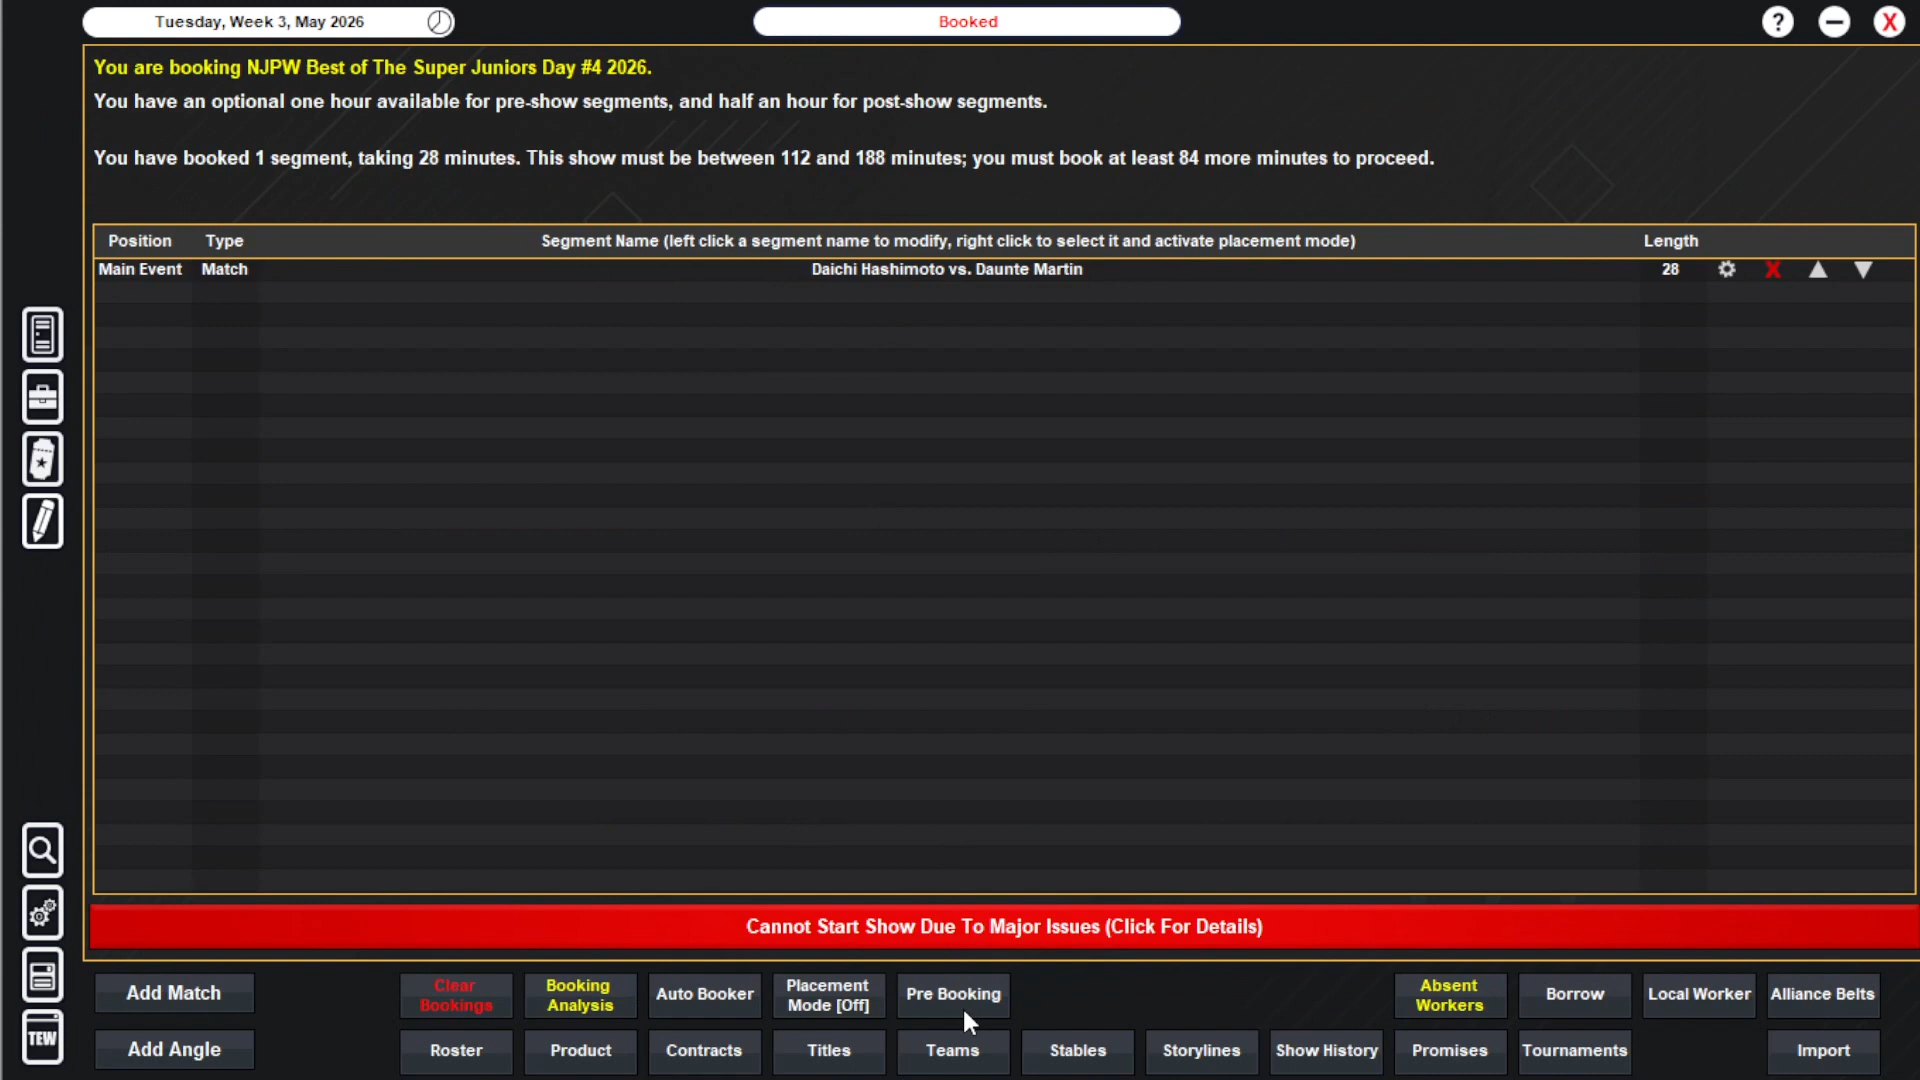 Tuesday, Week 3, May 2026
Booked
?
X
You are booking NJPW Best of The Super Juniors Day #4 2026.
You have an optional one hour available for pre-show segments, and half an hour for post-show segments.
You have booked 1 segment, taking 28 minutes. This show must be between 112 and 188 minutes; you must book at least 84 more minutes to proceed.
Position Type Segment Name (left click a segment name to modify, right click to select it and activate placement mode) Length
Main Event Match Daichi Hashimoto vs. Daunte Martin 28 X
Cannot Start Show Due To Major Issues (Click For Details)
Add Match
Clear Bookings
Booking Analysis
Auto Booker
Placement Mode [Off]
Pre Booking
Absent Workers
Borrow
Local Worker
Alliance Belts
Add Angle
Roster
Product
Contracts
Titles
Teams
Stables
Storylines
Show History
Promises
Tournaments
Import
TEW